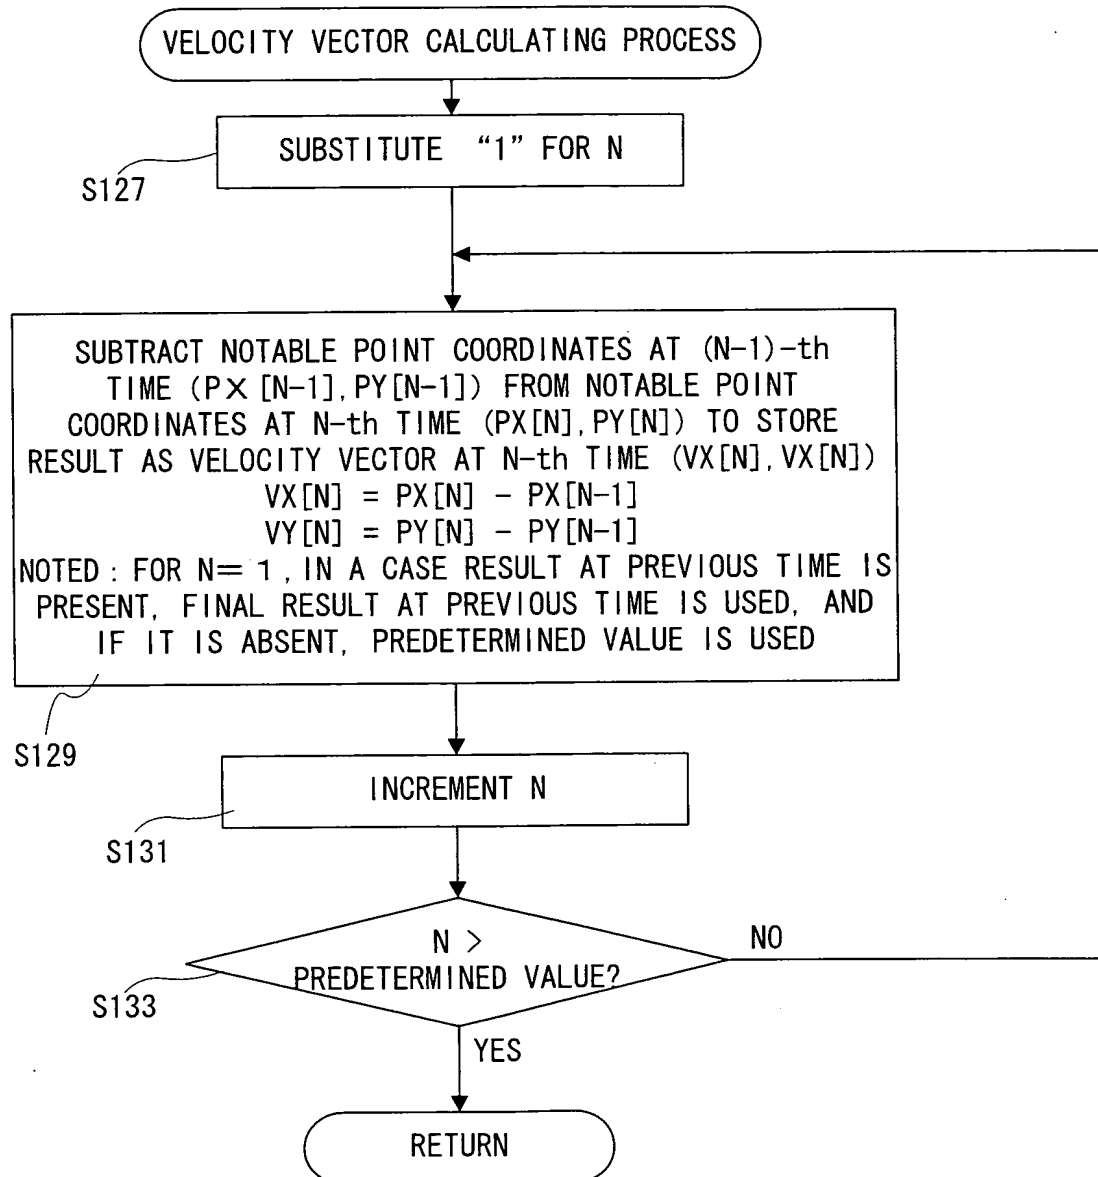 VELOCITY VECTOR CALCULATING PROCESS
SUBSTITUTE “1” FOR N
S127
SUBTRACT NOTABLE POINT COORDINATES AT (N-1)-th
TIME (PX [N-1], PY[N-1]) FROM NOTABLE POINT
COORDINATES AT N-th TIME (PX[N], PY[N]) TO STORE
RESULT AS VELOCITY VECTOR AT N-th TIME (VX[N], VX[N])
VX[N] = PX[N] - PX[N-1]
VY[N] = PY[N] - PY[N-1]
NOTED : FOR N= 1 , IN A CASE RESULT AT PREVIOUS TIME IS
PRESENT, FINAL RESULT AT PREVIOUS TIME IS USED, AND
IF IT IS ABSENT, PREDETERMINED VALUE IS USED
S129
INCREMENT N
S131
N >
PREDETERMINED VALUE?
NO
S133
YES
RETURN